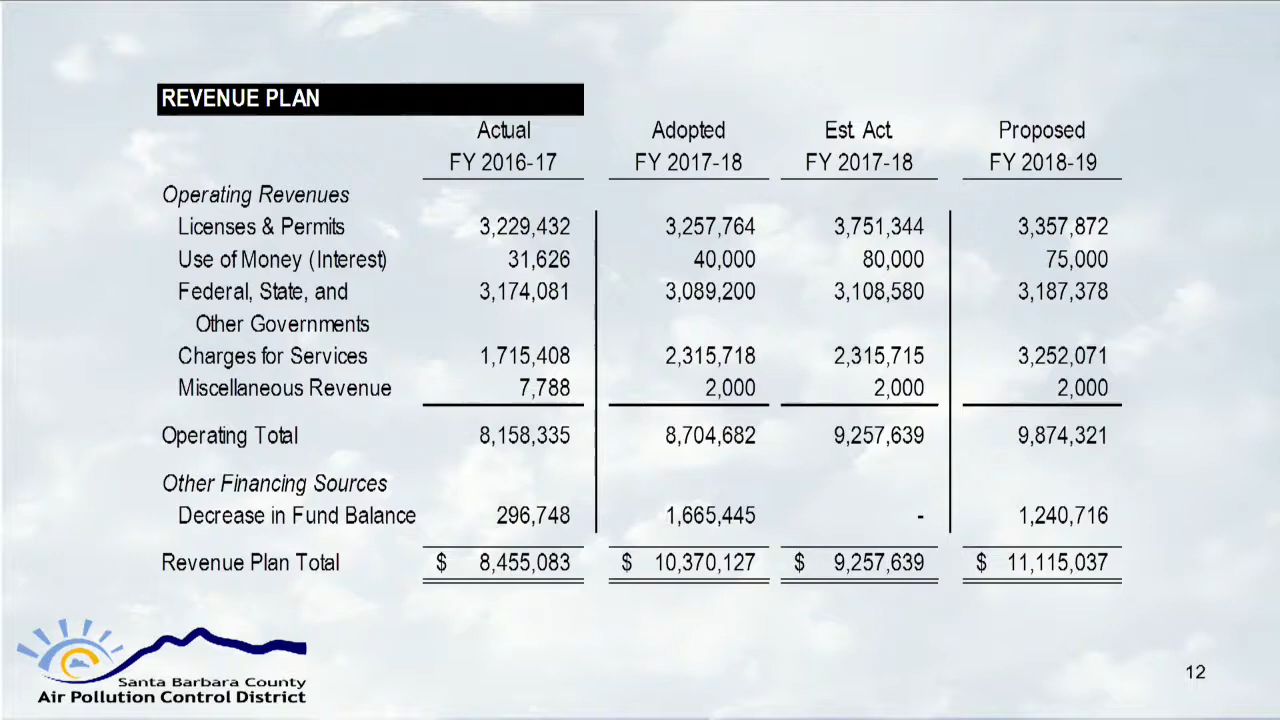 REVENUE PLAN
Actual Adopted Est. Act. Proposed
FY 2016-17 FY 2017-18 FY 2017-18 FY 2018-19
Operating Revenues
Licenses & Permits 3,229,432 3,257,764 3,751,344 3,357,872
Use of Money (Interest) 31,626 40,000 80,000 75,000
Federal, State, and 3,174,081 3,089,200 3,108,580 3,187,378
Other Governments
Charges for Services 1,715,408 2,315,718 2,315,715 3,252,071
Miscellaneous Revenue 7,788 2,000 2,000 2,000
Operating Total 8,158,335 8,704,682 9,257,639 9,874,321
Other Financing Sources
Decrease in Fund Balance 296,748 1,665,445 - 1,240,716
Revenue Plan Total $ 8,455,083 $ 10,370,127 $ 9,257,639 $ 11,115,037
Santa Barbara County
Air Pollution Control District
12